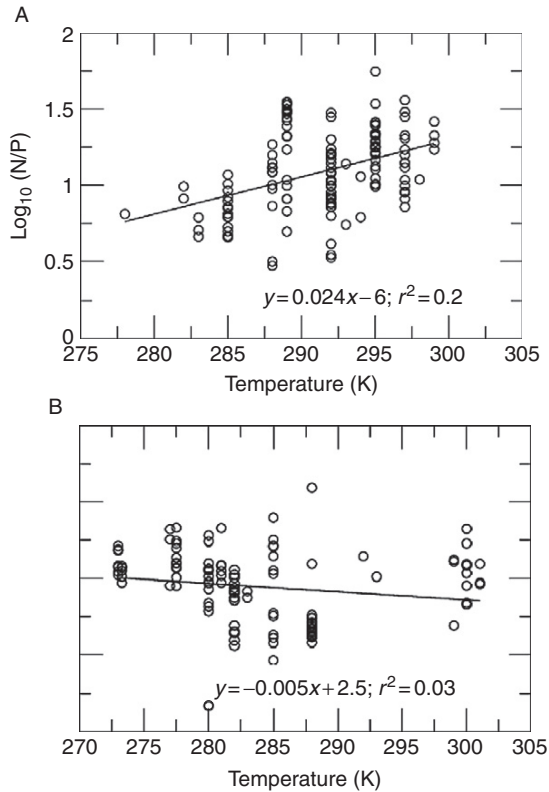 A
2
1.5
1
0.5
0
Log₁₀ (N/P)
y=0.024x−6; r²=0.2
275 280 285 290 295 300 305
Temperature (K)
B
y=−0.005x+2.5; r²=0.03
270 275 280 285 290 295 300 305
Temperature (K)